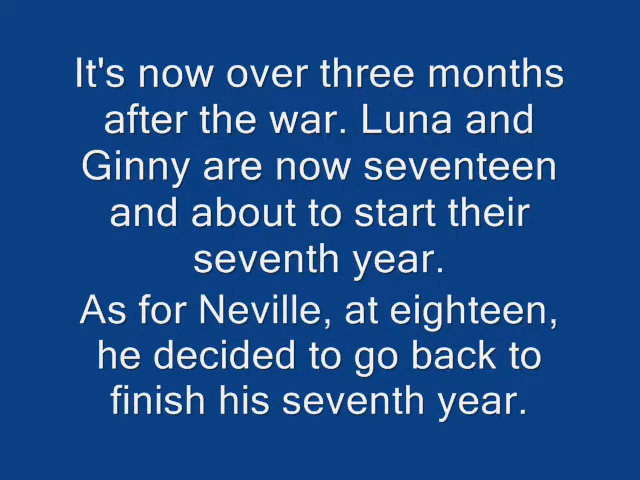 It's now over three months
after the war. Luna and
Ginny are now seventeen
and about to start their
seventh year.
As for Neville, at eighteen,
he decided to go back to
finish his seventh year.